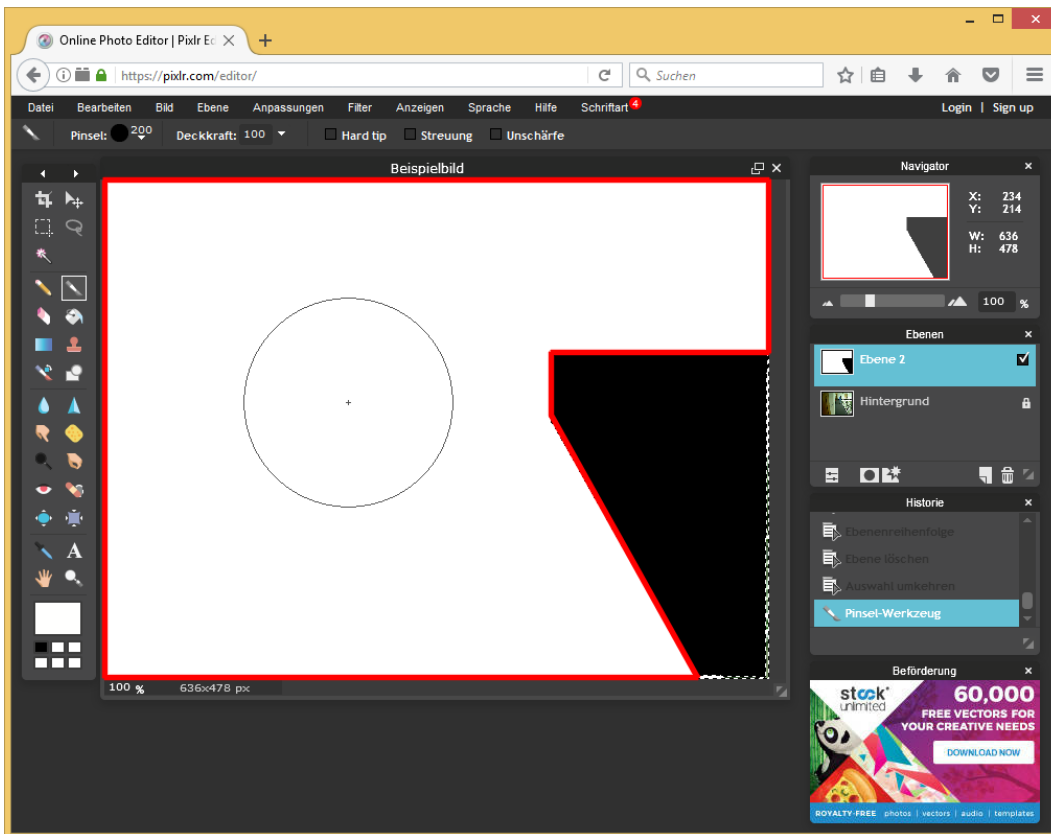 Online Photo Editor | Pixlr Ed
https://pixlr.com/editor/
Suchen
Datei Bearbeiten Bild Ebene Anpassungen Filter Anzeigen Sprache Hilfe Schriftart 4 Login | Sign up
Pinsel: 200 Deckkraft: 100 Hard tip Streuung Unschärfe
Beispielbild
100 % 636x478 px
Navigator
X: 234
Y: 214
W: 636
H: 478
100 %
Ebenen
Ebene 2
Hintergrund
Historie
Ebenenreihenfolge
Ebene löschen
Auswahl umkehren
Pinsel-Werkzeug
Beförderung
stock unlimited
60,000
FREE VECTORS FOR
YOUR CREATIVE NEEDS
DOWNLOAD NOW
ROYALTY-FREE photos | vectors | audio | templates